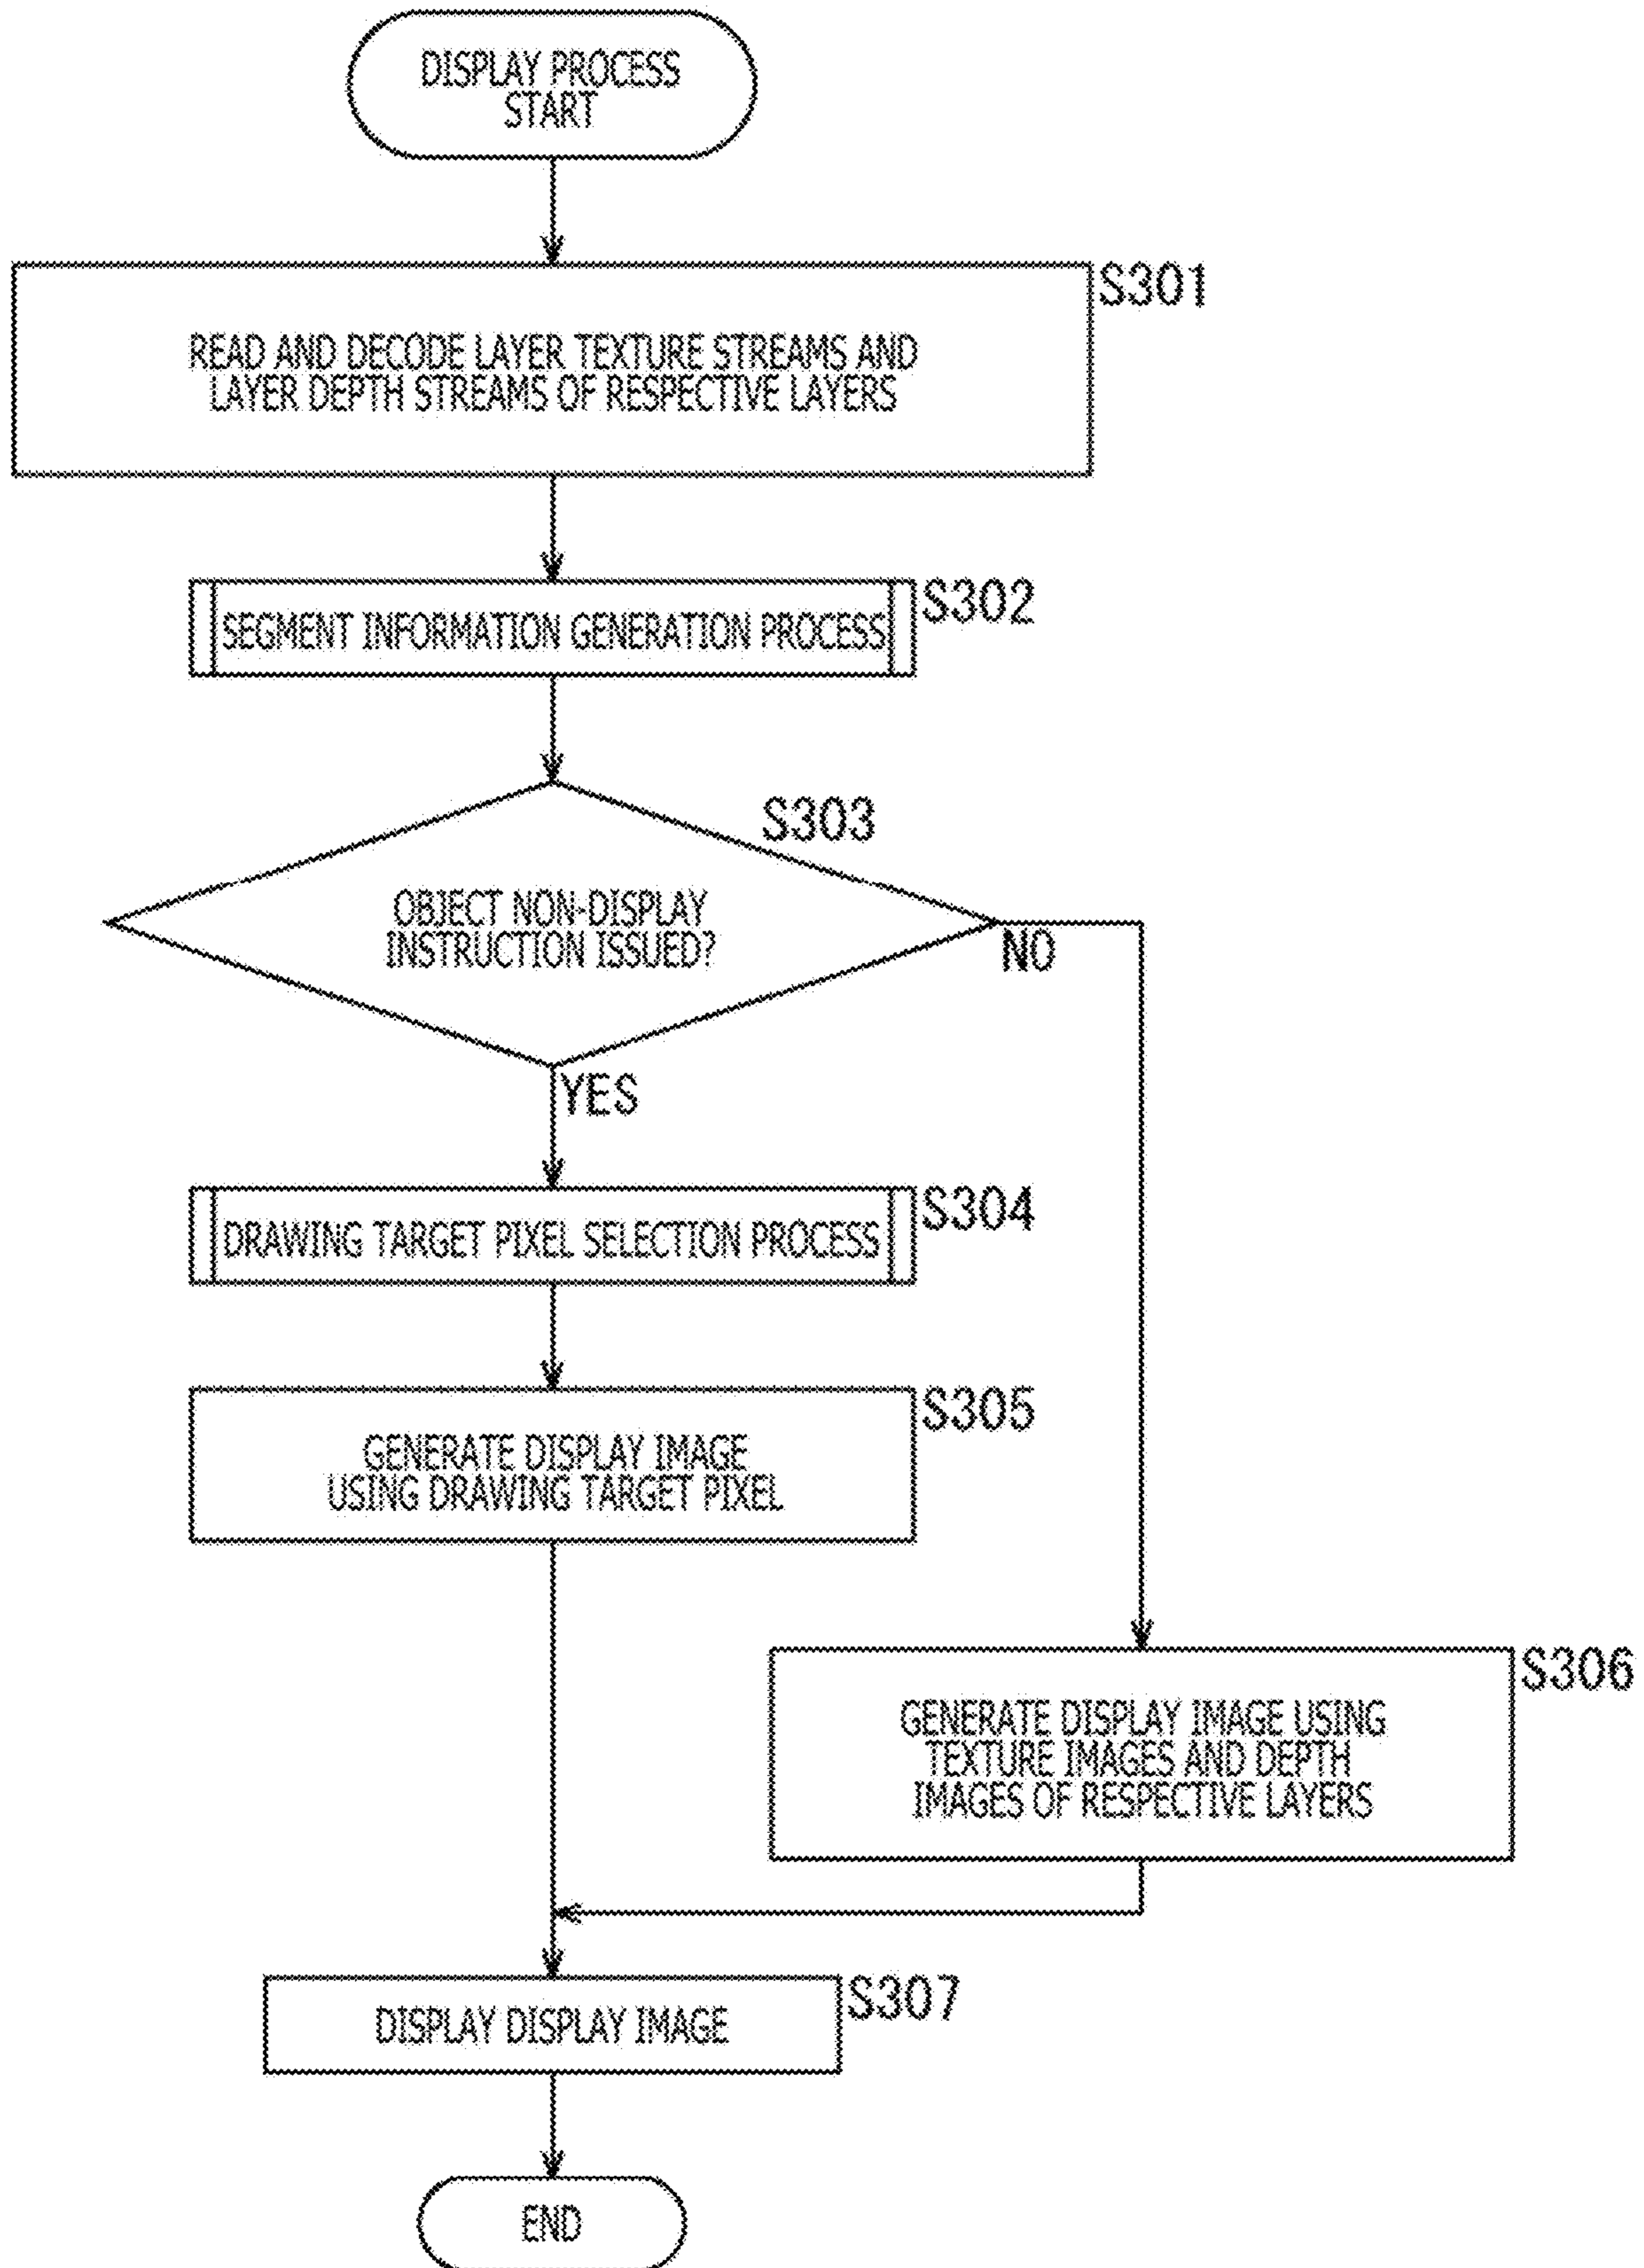 DISPLAY PROCESS
START
S301
READ AND DECODE LAYER TEXTURE STREAMS AND
LAYER DEPTH STREAMS OF RESPECTIVE LAYERS
S302
SEGMENT INFORMATION GENERATION PROCESS
S303
OBJECT NON-DISPLAY
INSTRUCTION ISSUED?
NO
YES
S304
DRAWING TARGET PIXEL SELECTION PROCESS
S305
GENERATE DISPLAY IMAGE
USING DRAWING TARGET PIXEL
S306
GENERATE DISPLAY IMAGE USING
TEXTURE IMAGES AND DEPTH
IMAGES OF RESPECTIVE LAYERS
S307
DISPLAY DISPLAY IMAGE
END